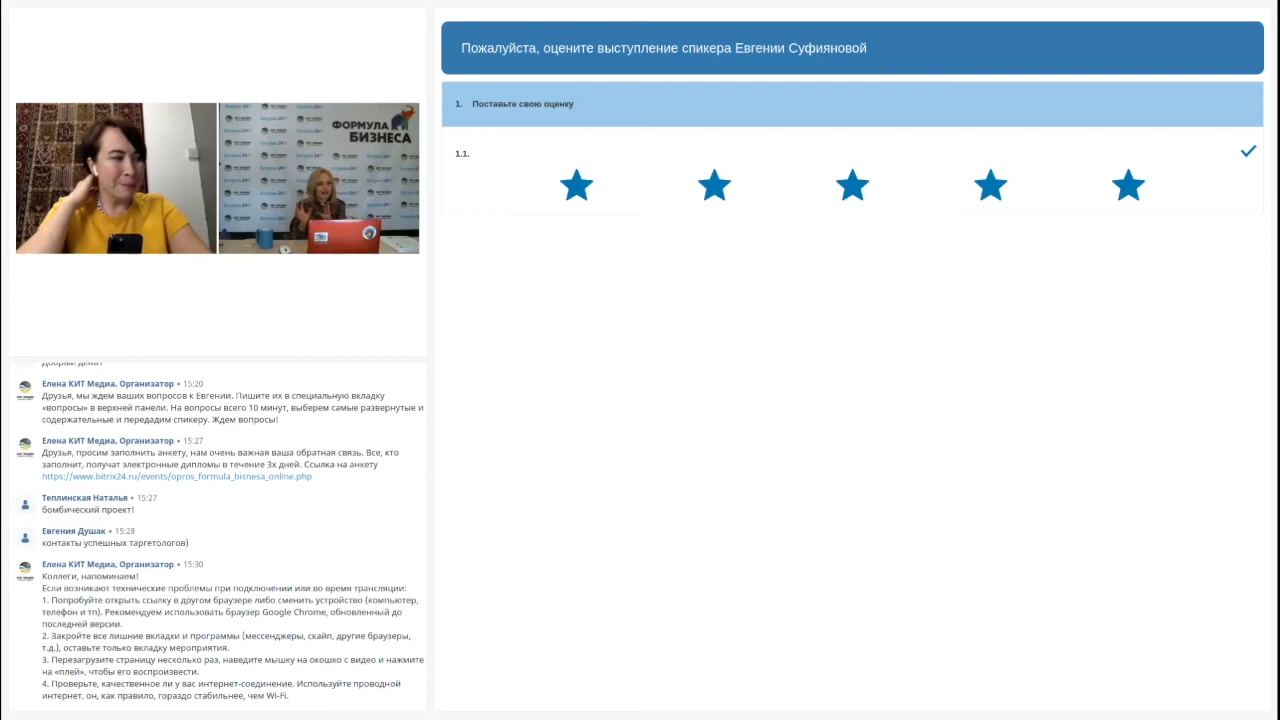 Пожалуйста, оцените выступление спикера Евгении Суфияновой
1. Поставьте свою оценку
1.1.
ФОРМУЛА
БИЗНЕСА
Елена КИТ Медиа, Организатор • 15:20
Друзья, мы ждем ваших вопросов к Евгении. Пишите их в специальную вкладку
«вопросы» в верхней панели. На вопросы всего 10 минут, выберем самые развернутые и
содержательные и передадим спикеру. Ждем вопросы!
Елена КИТ Медиа, Организатор • 15:27
Друзья, просим заполнить анкету, нам очень важная ваша обратная связь. Все, кто
заполнит, получат электронные дипломы в течение 3х дней. Ссылка на анкету
https://www.bitrix24.ru/events/opros_formula_bisnesa_online.php
Теплинская Наталья • 15:27
бомбический проект!
Евгения Душак • 15:28
контакты успешных таргетологов)
Елена КИТ Медиа, Организатор • 15:30
Коллеги, напоминаем!
Если возникают технические проблемы при подключении или во время трансляции:
1. Попробуйте открыть ссылку в другом браузере либо сменить устройство (компьютер,
телефон и тп). Рекомендуем использовать браузер Google Chrome, обновленный до
последней версии.
2. Закройте все лишние вкладки и программы (мессенджеры, скайп, другие браузеры,
т.д.), оставьте только вкладку мероприятия.
3. Перезагрузите страницу несколько раз, наведите мышку на окошко с видео и нажмите
на «плей», чтобы его воспроизвести.
4. Проверьте, качественное ли у вас интернет-соединение. Используйте проводной
интернет, он, как правило, гораздо стабильнее, чем Wi-Fi.